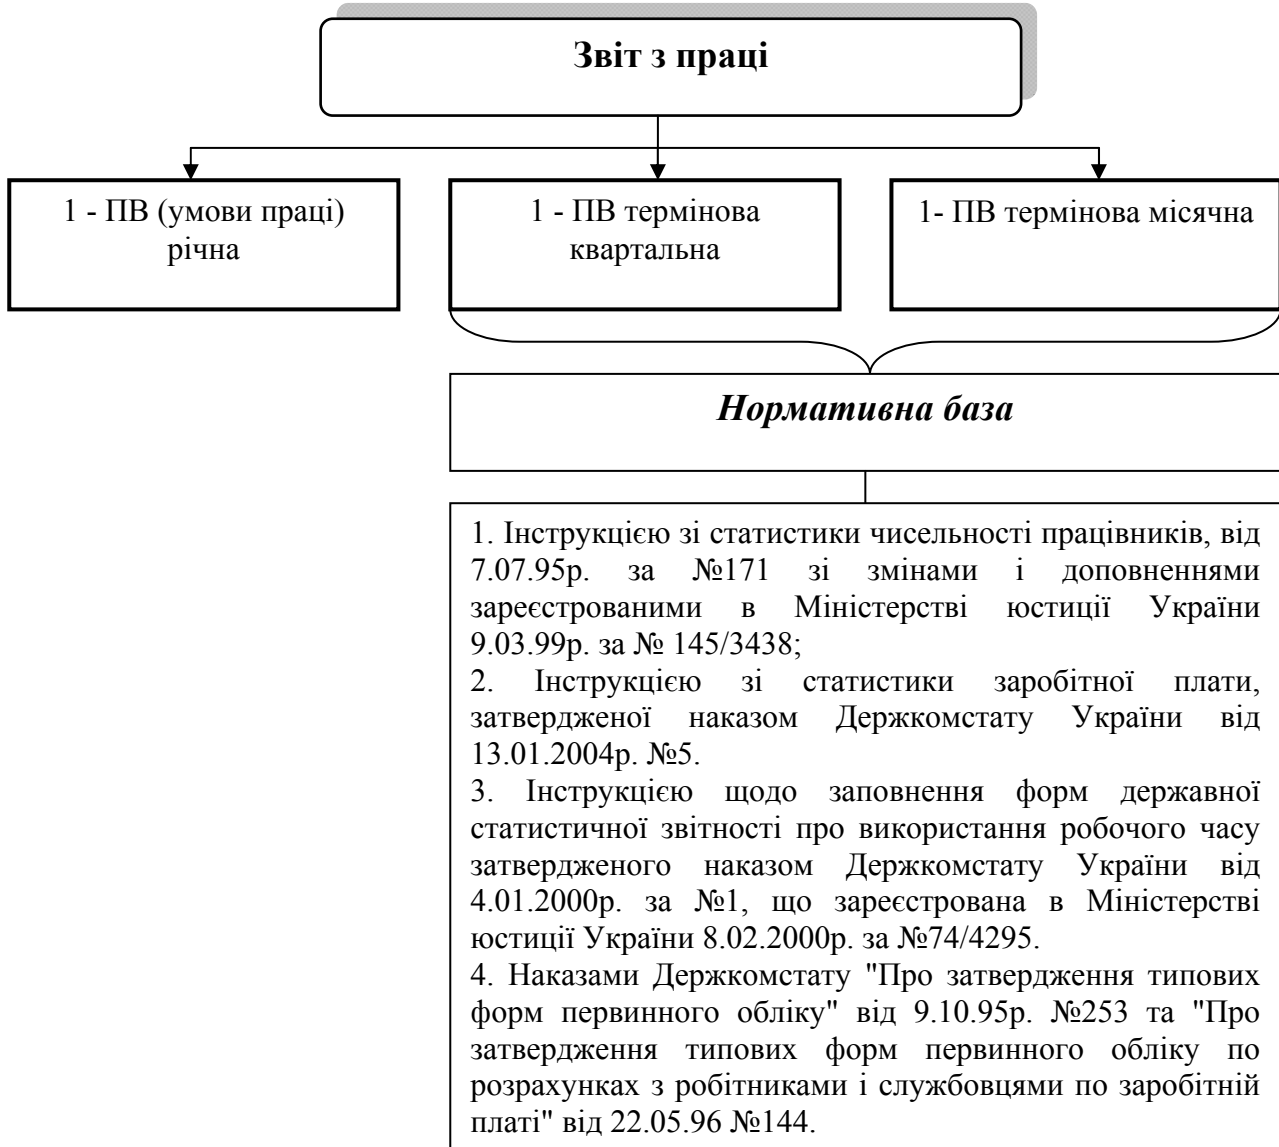 Звіт з праці
1 - ПВ (умови праці)
річна
1 - ПВ термінова
квартальна
1- ПВ термінова місячна
Нормативна база
1. Інструкцією зі статистики чисельності працівників, від
7.07.95р. за №171 зі змінами і доповненнями
зареєстрованими в Міністерстві юстиції України
9.03.99р. за № 145/3438;
2. Інструкцією зі статистики заробітної плати,
затвердженої наказом Держкомстату України від
13.01.2004р. №5.
3. Інструкцією щодо заповнення форм державної
статистичної звітності про використання робочого часу
затвердженого наказом Держкомстату України від
4.01.2000р. за №1, що зареєстрована в Міністерстві
юстиції України 8.02.2000р. за №74/4295.
4. Наказами Держкомстату "Про затвердження типових
форм первинного обліку" від 9.10.95р. №253 та "Про
затвердження типових форм первинного обліку по
розрахунках з робітниками і службовцями по заробітній
платі" від 22.05.96 №144.